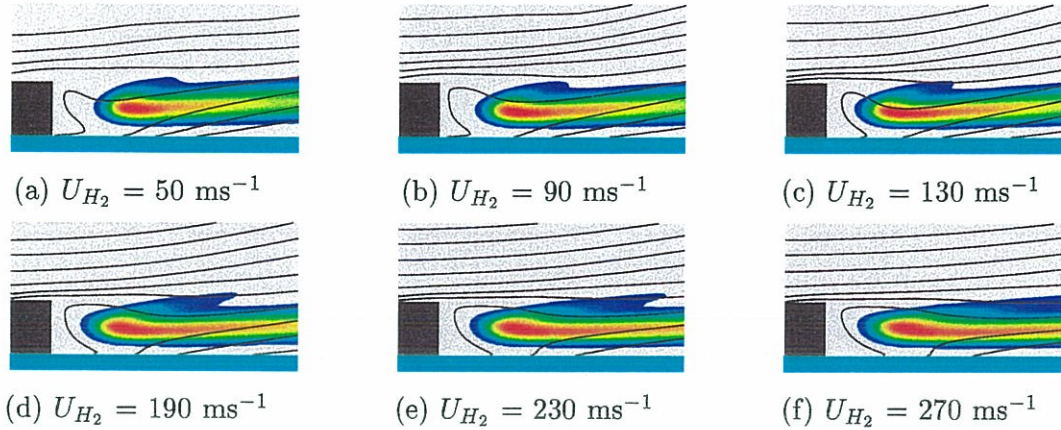 (a) U_{H_2} = 50 ms^{-1}
(b) U_{H_2} = 90 ms^{-1}
(c) U_{H_2} = 130 ms^{-1}
(d) U_{H_2} = 190 ms^{-1}
(e) U_{H_2} = 230 ms^{-1}
(f) U_{H_2} = 270 ms^{-1}